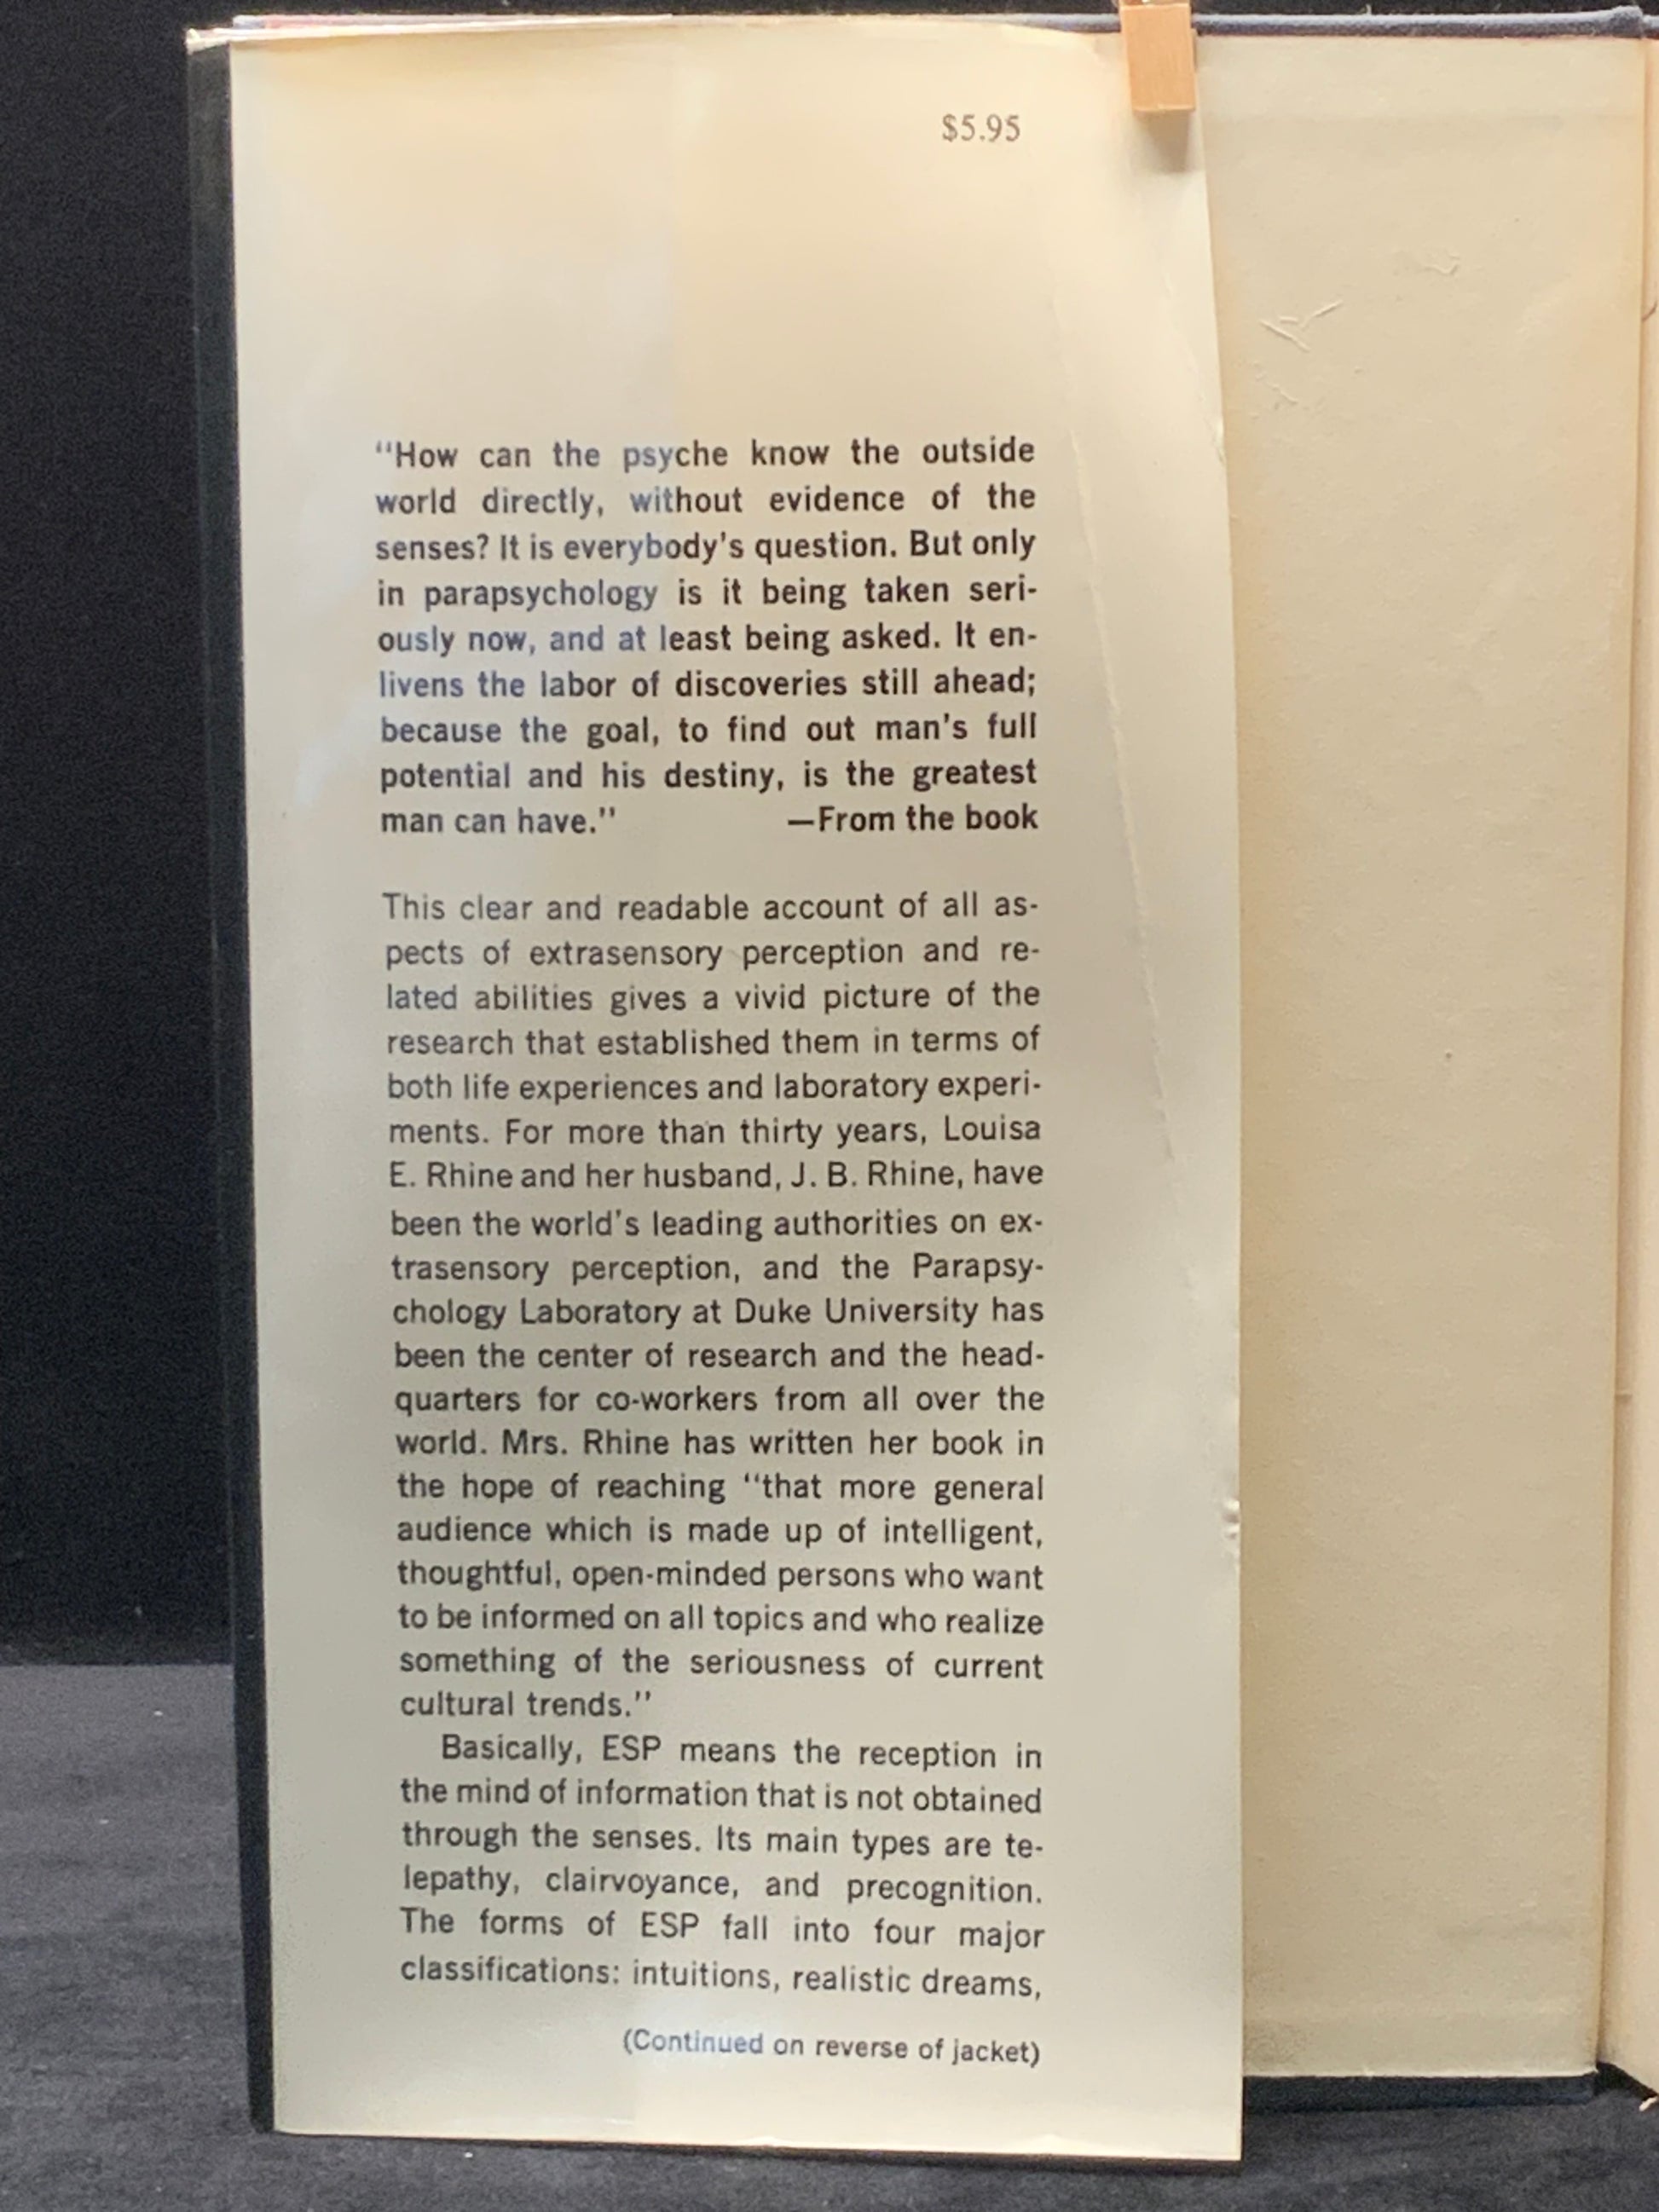 $5.95
"How can the psyche know the outside
world directly, without evidence of the
senses? It is everybody's question. But only
in parapsychology is it being taken seri-
ously now, and at least being asked. It en-
livens the labor of discoveries still ahead;
because the goal, to find out man's full
potential and his destiny, is the greatest
man can have." —From the book
This clear and readable account of all as-
pects of extrasensory perception and re-
lated abilities gives a vivid picture of the
research that established them in terms of
both life experiences and laboratory experi-
ments. For more than thirty years, Louisa
E. Rhine and her husband, J. B. Rhine, have
been the world's leading authorities on ex-
trasensory perception, and the Parapsy-
chology Laboratory at Duke University has
been the center of research and the head-
quarters for co-workers from all over the
world. Mrs. Rhine has written her book in
the hope of reaching "that more general
audience which is made up of intelligent,
thoughtful, open-minded persons who want
to be informed on all topics and who realize
something of the seriousness of current
cultural trends."
Basically, ESP means the reception in
the mind of information that is not obtained
through the senses. Its main types are te-
lepathy, clairvoyance, and precognition.
The forms of ESP fall into four major
classifications: intuitions, realistic dreams,
(Continued on reverse of jacket)